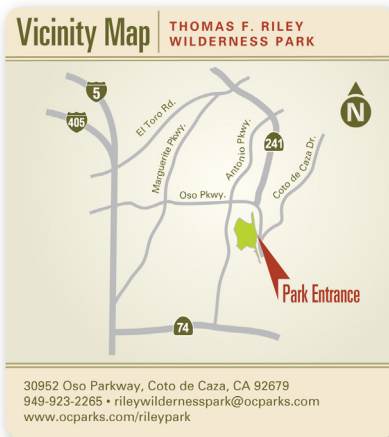 Vicinity Map
THOMAS F. RILEY
WILDERNESS PARK
5
405
El Toro Rd.
Marguerite Pkwy.
Antonio Pkwy.
241
Coto de Caza Dr.
Oso Pkwy.
N
Park Entrance
74
30952 Oso Parkway, Coto de Caza, CA 92679
949-923-2265 • rileywildernesspark@ocparks.com
www.ocparks.com/rileypark